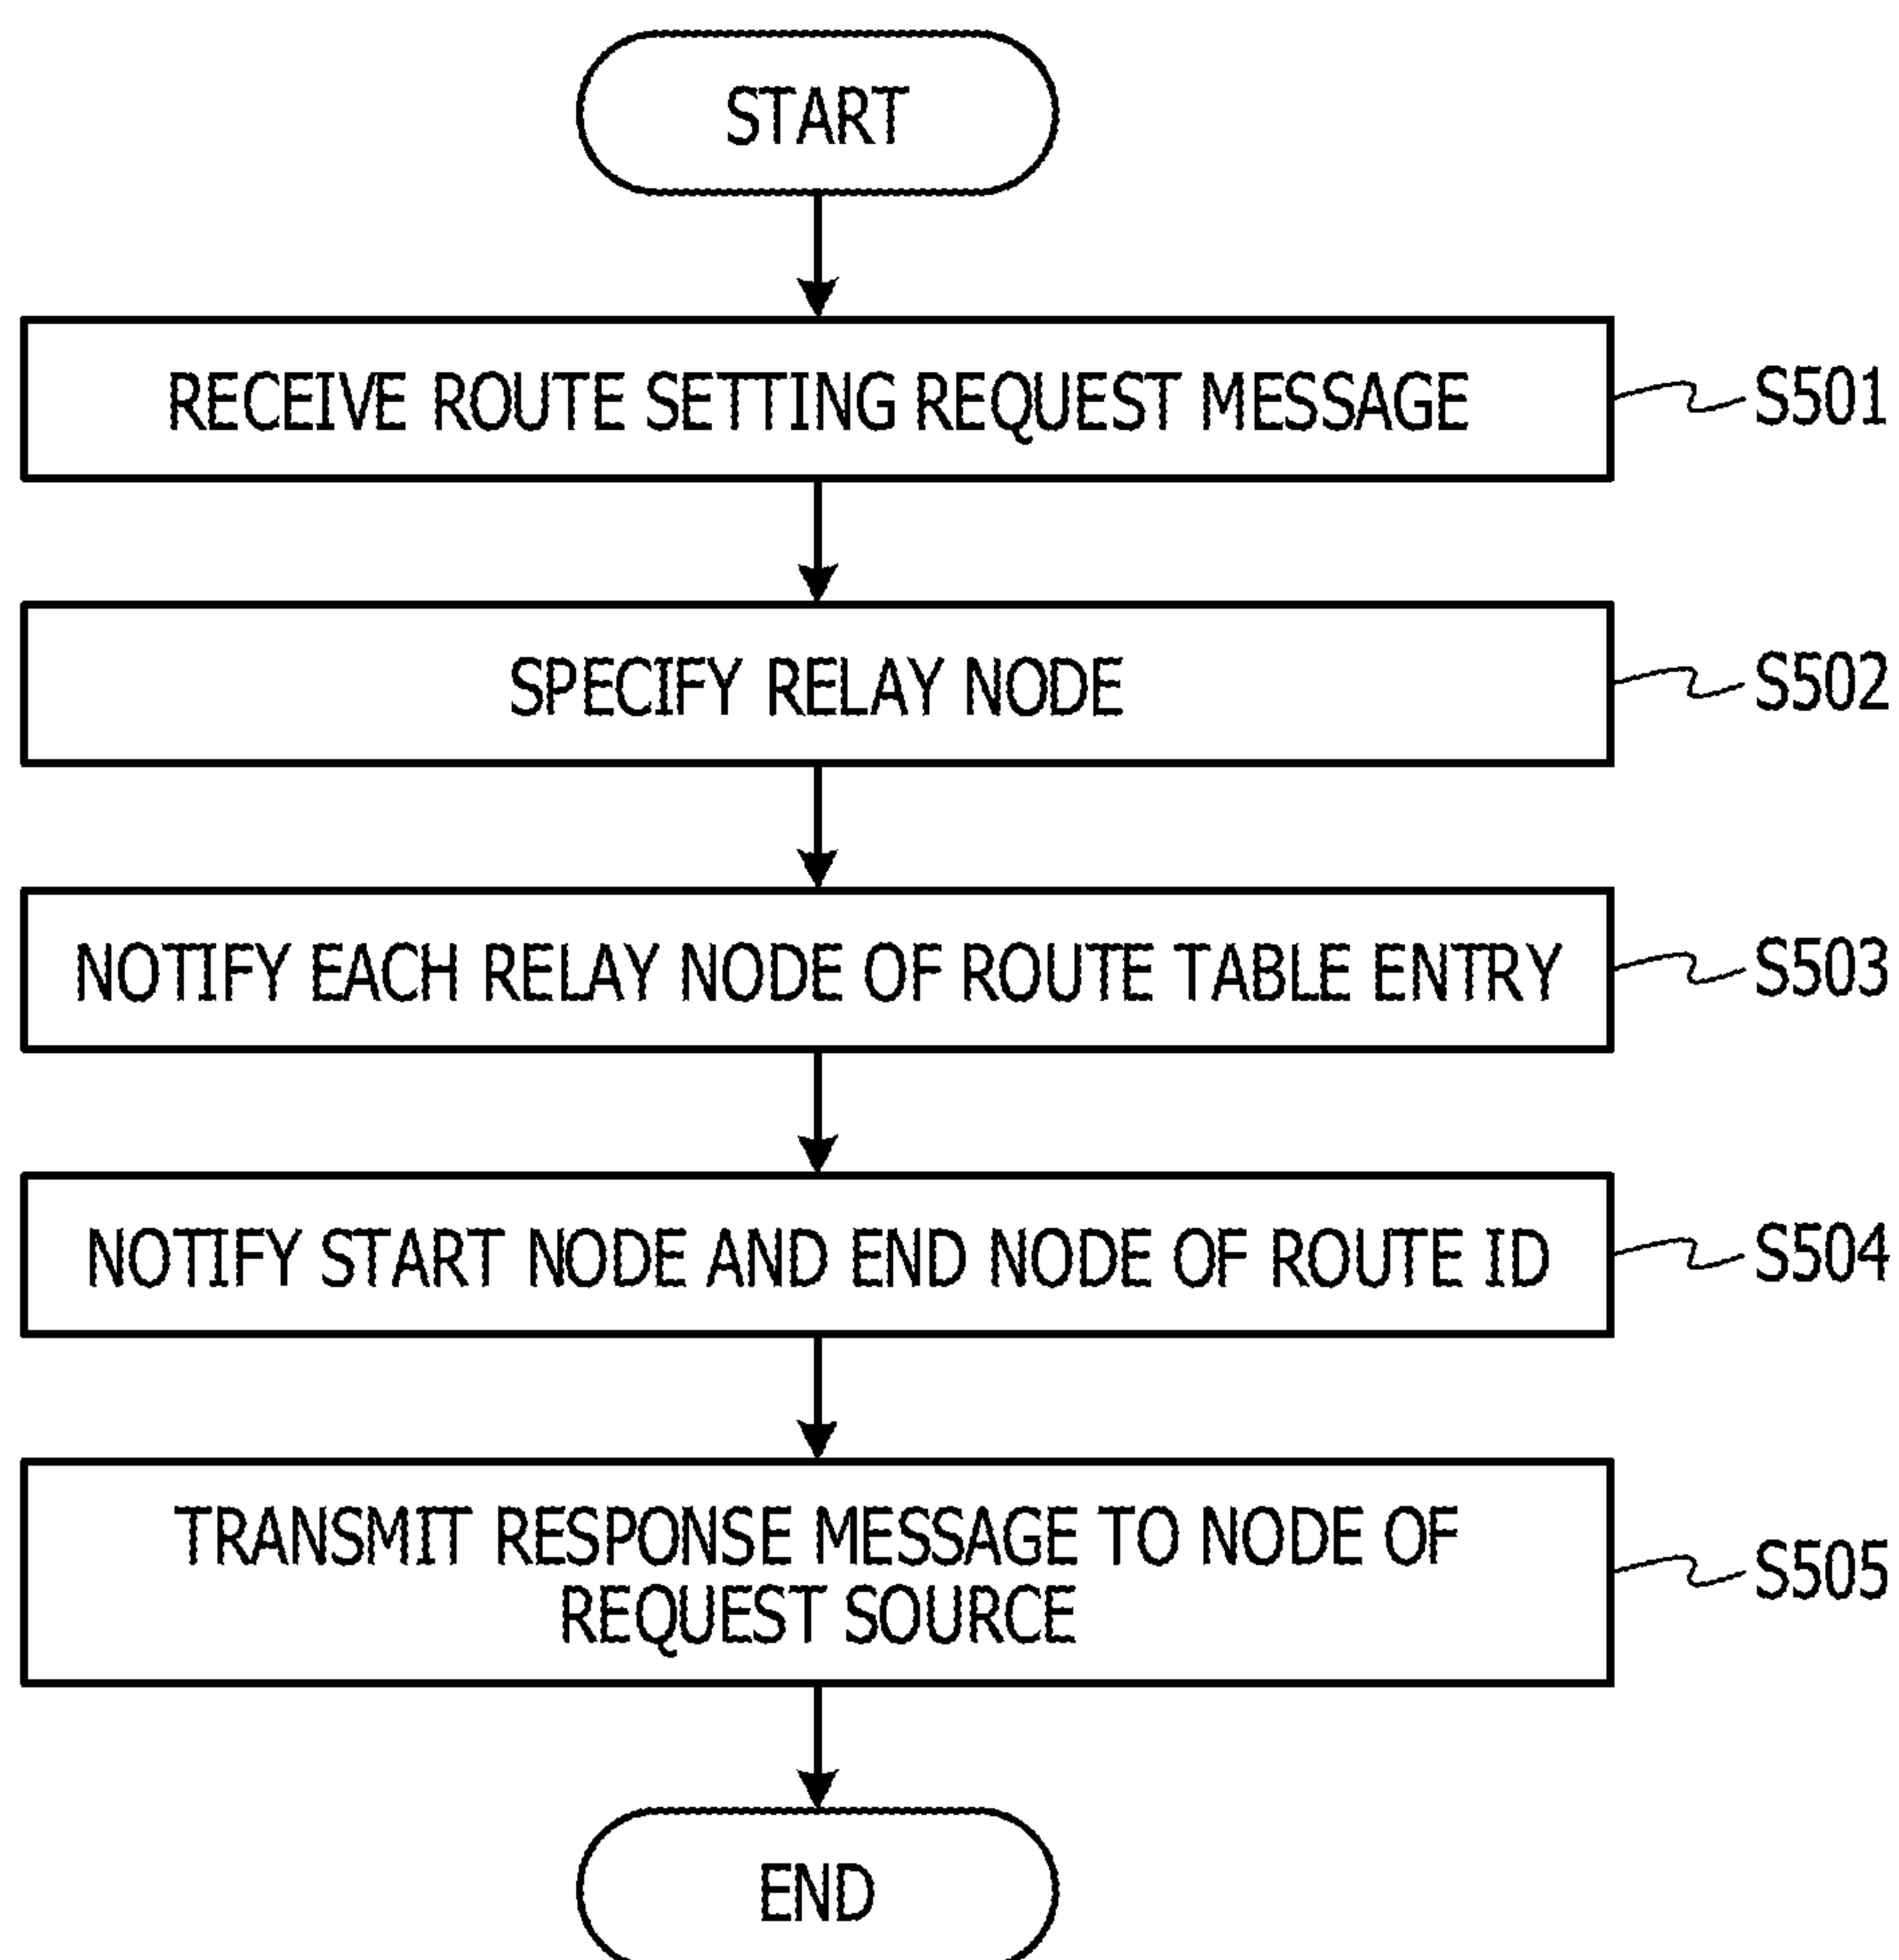 START
RECEIVE ROUTE SETTING REQUEST MESSAGE
S501
SPECIFY RELAY NODE
S502
NOTIFY EACH RELAY NODE OF ROUTE TABLE ENTRY
S503
NOTIFY START NODE AND END NODE OF ROUTE ID
S504
TRANSMIT RESPONSE MESSAGE TO NODE OF
REQUEST SOURCE
S505
END